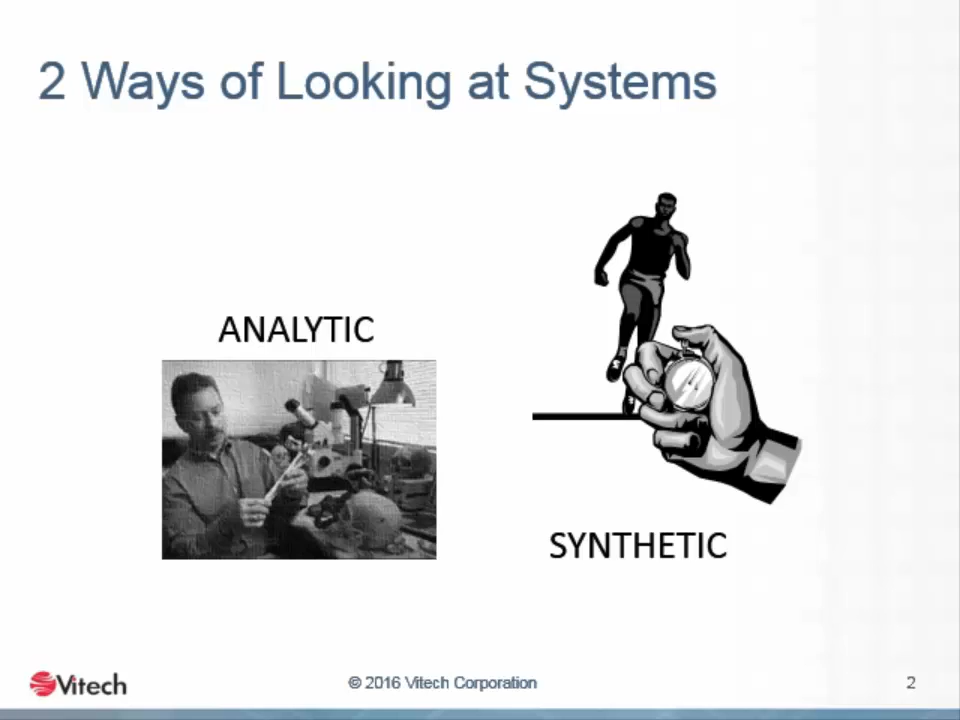 2 Ways of Looking at Systems
ANALYTIC
SYNTHETIC
Vitech
© 2016 Vitech Corporation
2